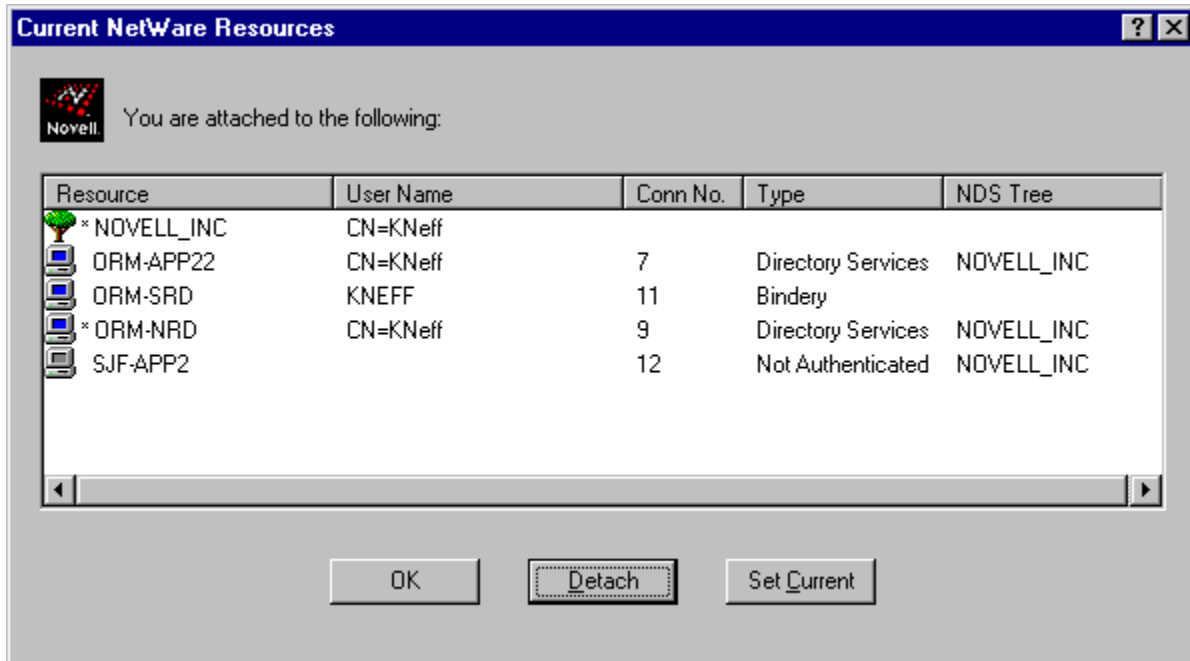 Current NetWare Resources
Novell.
You are attached to the following:
Resource User Name Conn No. Type NDS Tree
* NOVELL_INC CN=KNeff
ORM-APP22 CN=KNeff 7 Directory Services NOVELL_INC
ORM-SRD KNEFF 11 Bindery
* ORM-NRD CN=KNeff 9 Directory Services NOVELL_INC
SJF-APP2 12 Not Authenticated NOVELL_INC
OK Detach Set Current